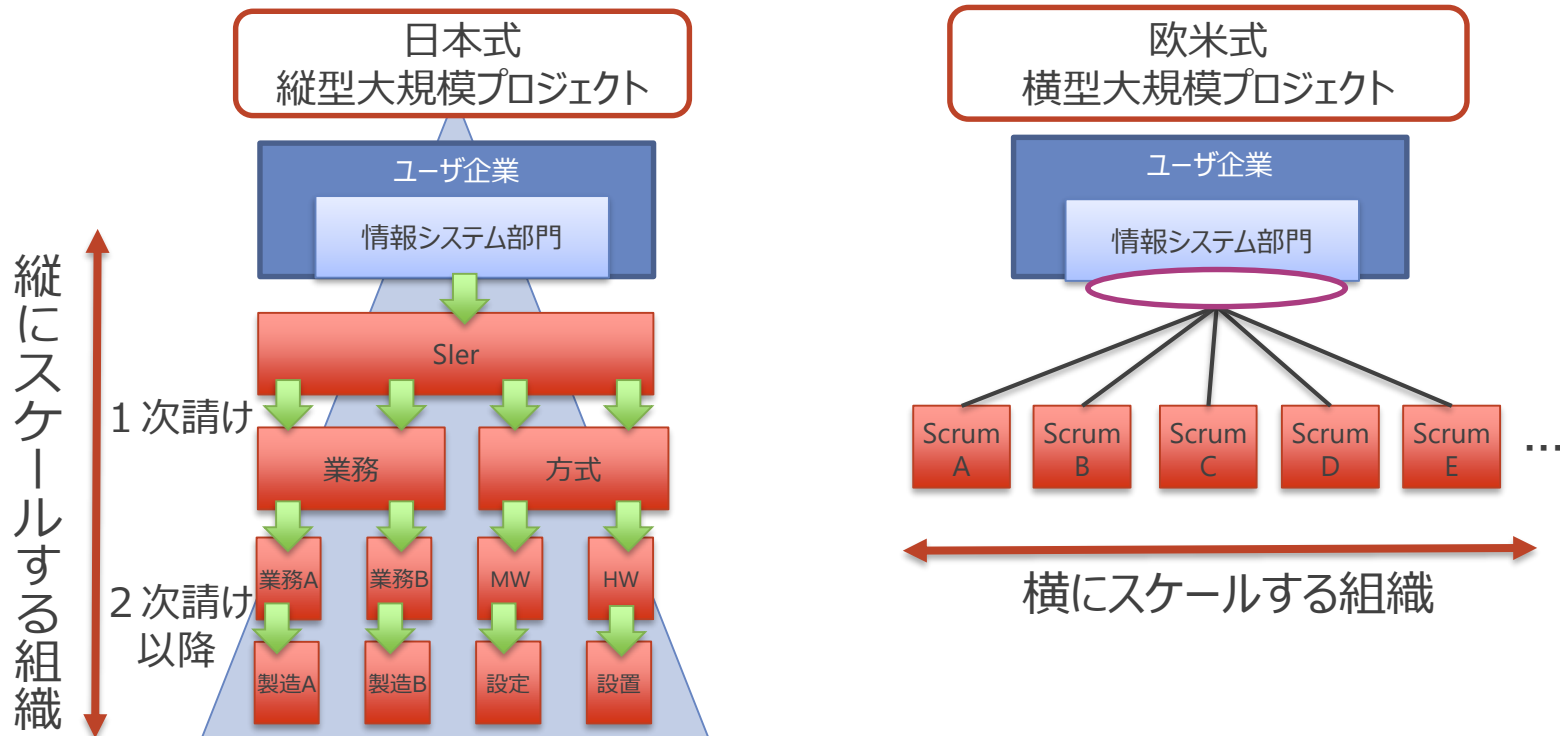 日本式
縦型大規模プロジェクト
ユーザ企業
情報システム部門
縦にスケールする組織
SIer
1次請け
業務
方式
業務A
業務B
MW
HW
2次請け
以降
製造A
製造B
設定
設置
欧米式
横型大規模プロジェクト
ユーザ企業
情報システム部門
Scrum
A
Scrum
B
Scrum
C
Scrum
D
Scrum
E
…
横にスケールする組織